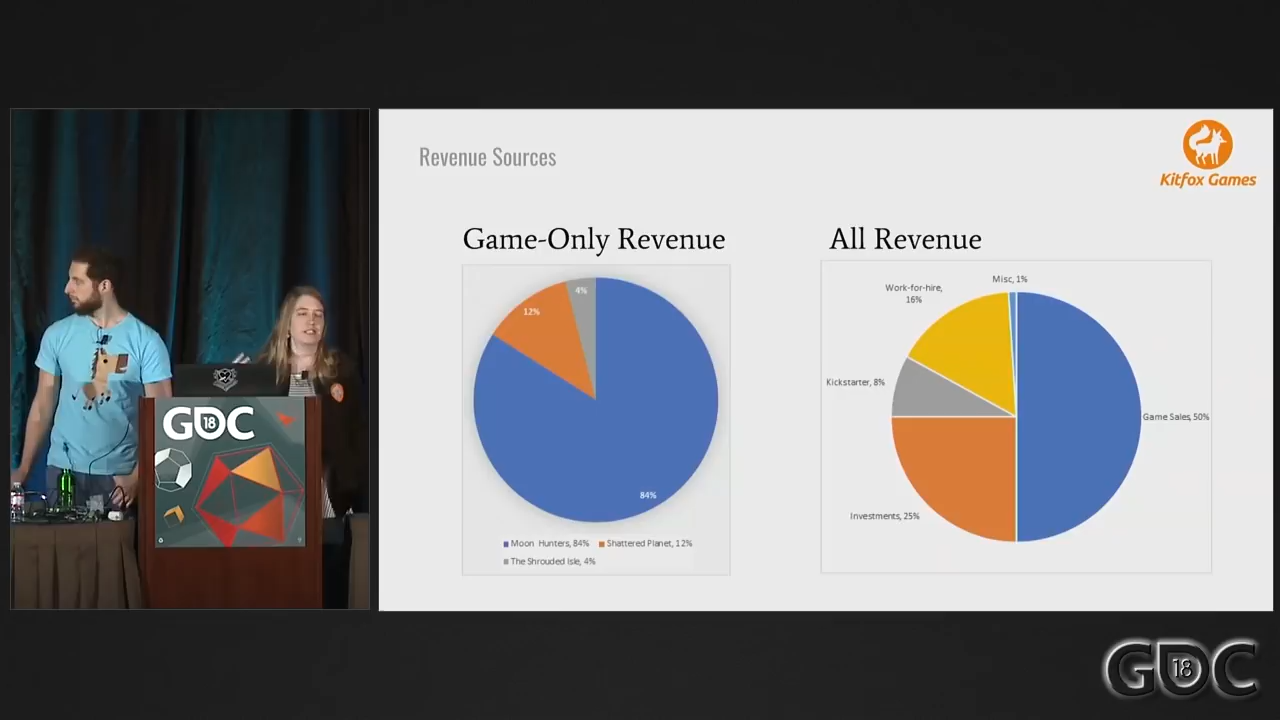 Revenue Sources
Kitfox Games
Game-Only Revenue
All Revenue
4%
12%
84%
Moon Hunters, 84%
Shattered Planet, 12%
The Shrouded Isle, 4%
Misc, 1%
Work-for-hire,
16%
Kickstarter, 8%
Game Sales, 50%
Investments, 25%
GDC
18
GDC
18